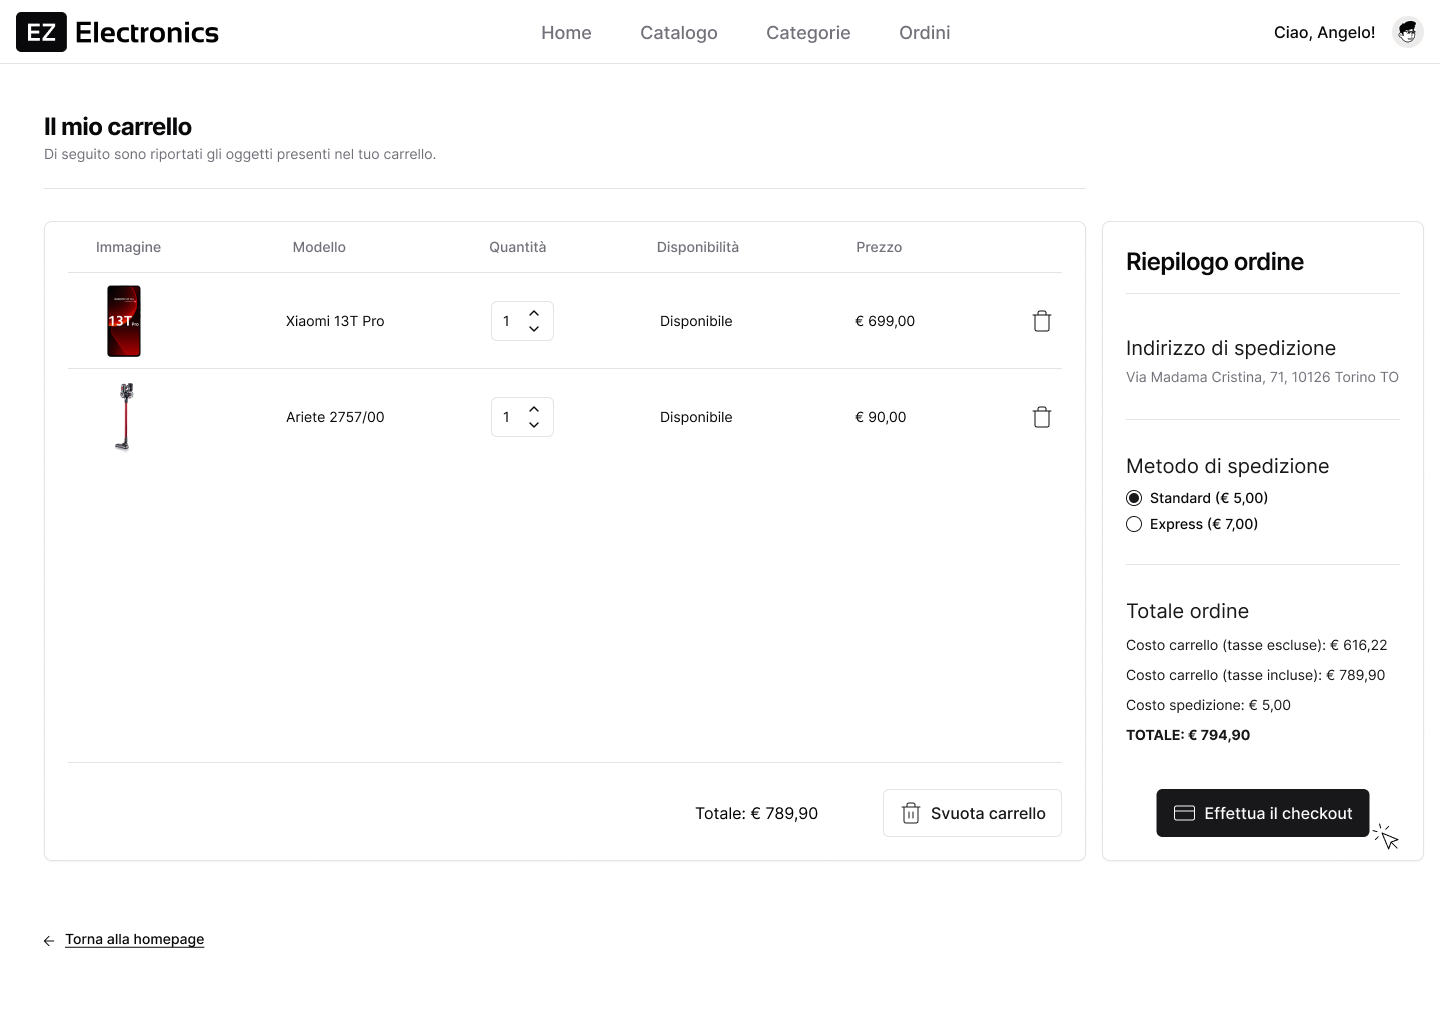 EZ Electronics
Home Catalogo Categorie Ordini
Ciao, Angelo!
Il mio carrello
Di seguito sono riportati gli oggetti presenti nel tuo carrello.
Immagine Modello Quantità Disponibilità Prezzo
13T Pro
Xiaomi 13T Pro 1 Disponibile € 699,00
Ariete 2757/00 1 Disponibile € 90,00
Totale: € 789,90
Svuota carrello
Riepilogo ordine
Indirizzo di spedizione
Via Madama Cristina, 71, 10126 Torino TO
Metodo di spedizione
Standard (€ 5,00)
Express (€ 7,00)
Totale ordine
Costo carrello (tasse escluse): € 616,22
Costo carrello (tasse incluse): € 789,90
Costo spedizione: € 5,00
TOTALE: € 794,90
Effettua il checkout
Torna alla homepage